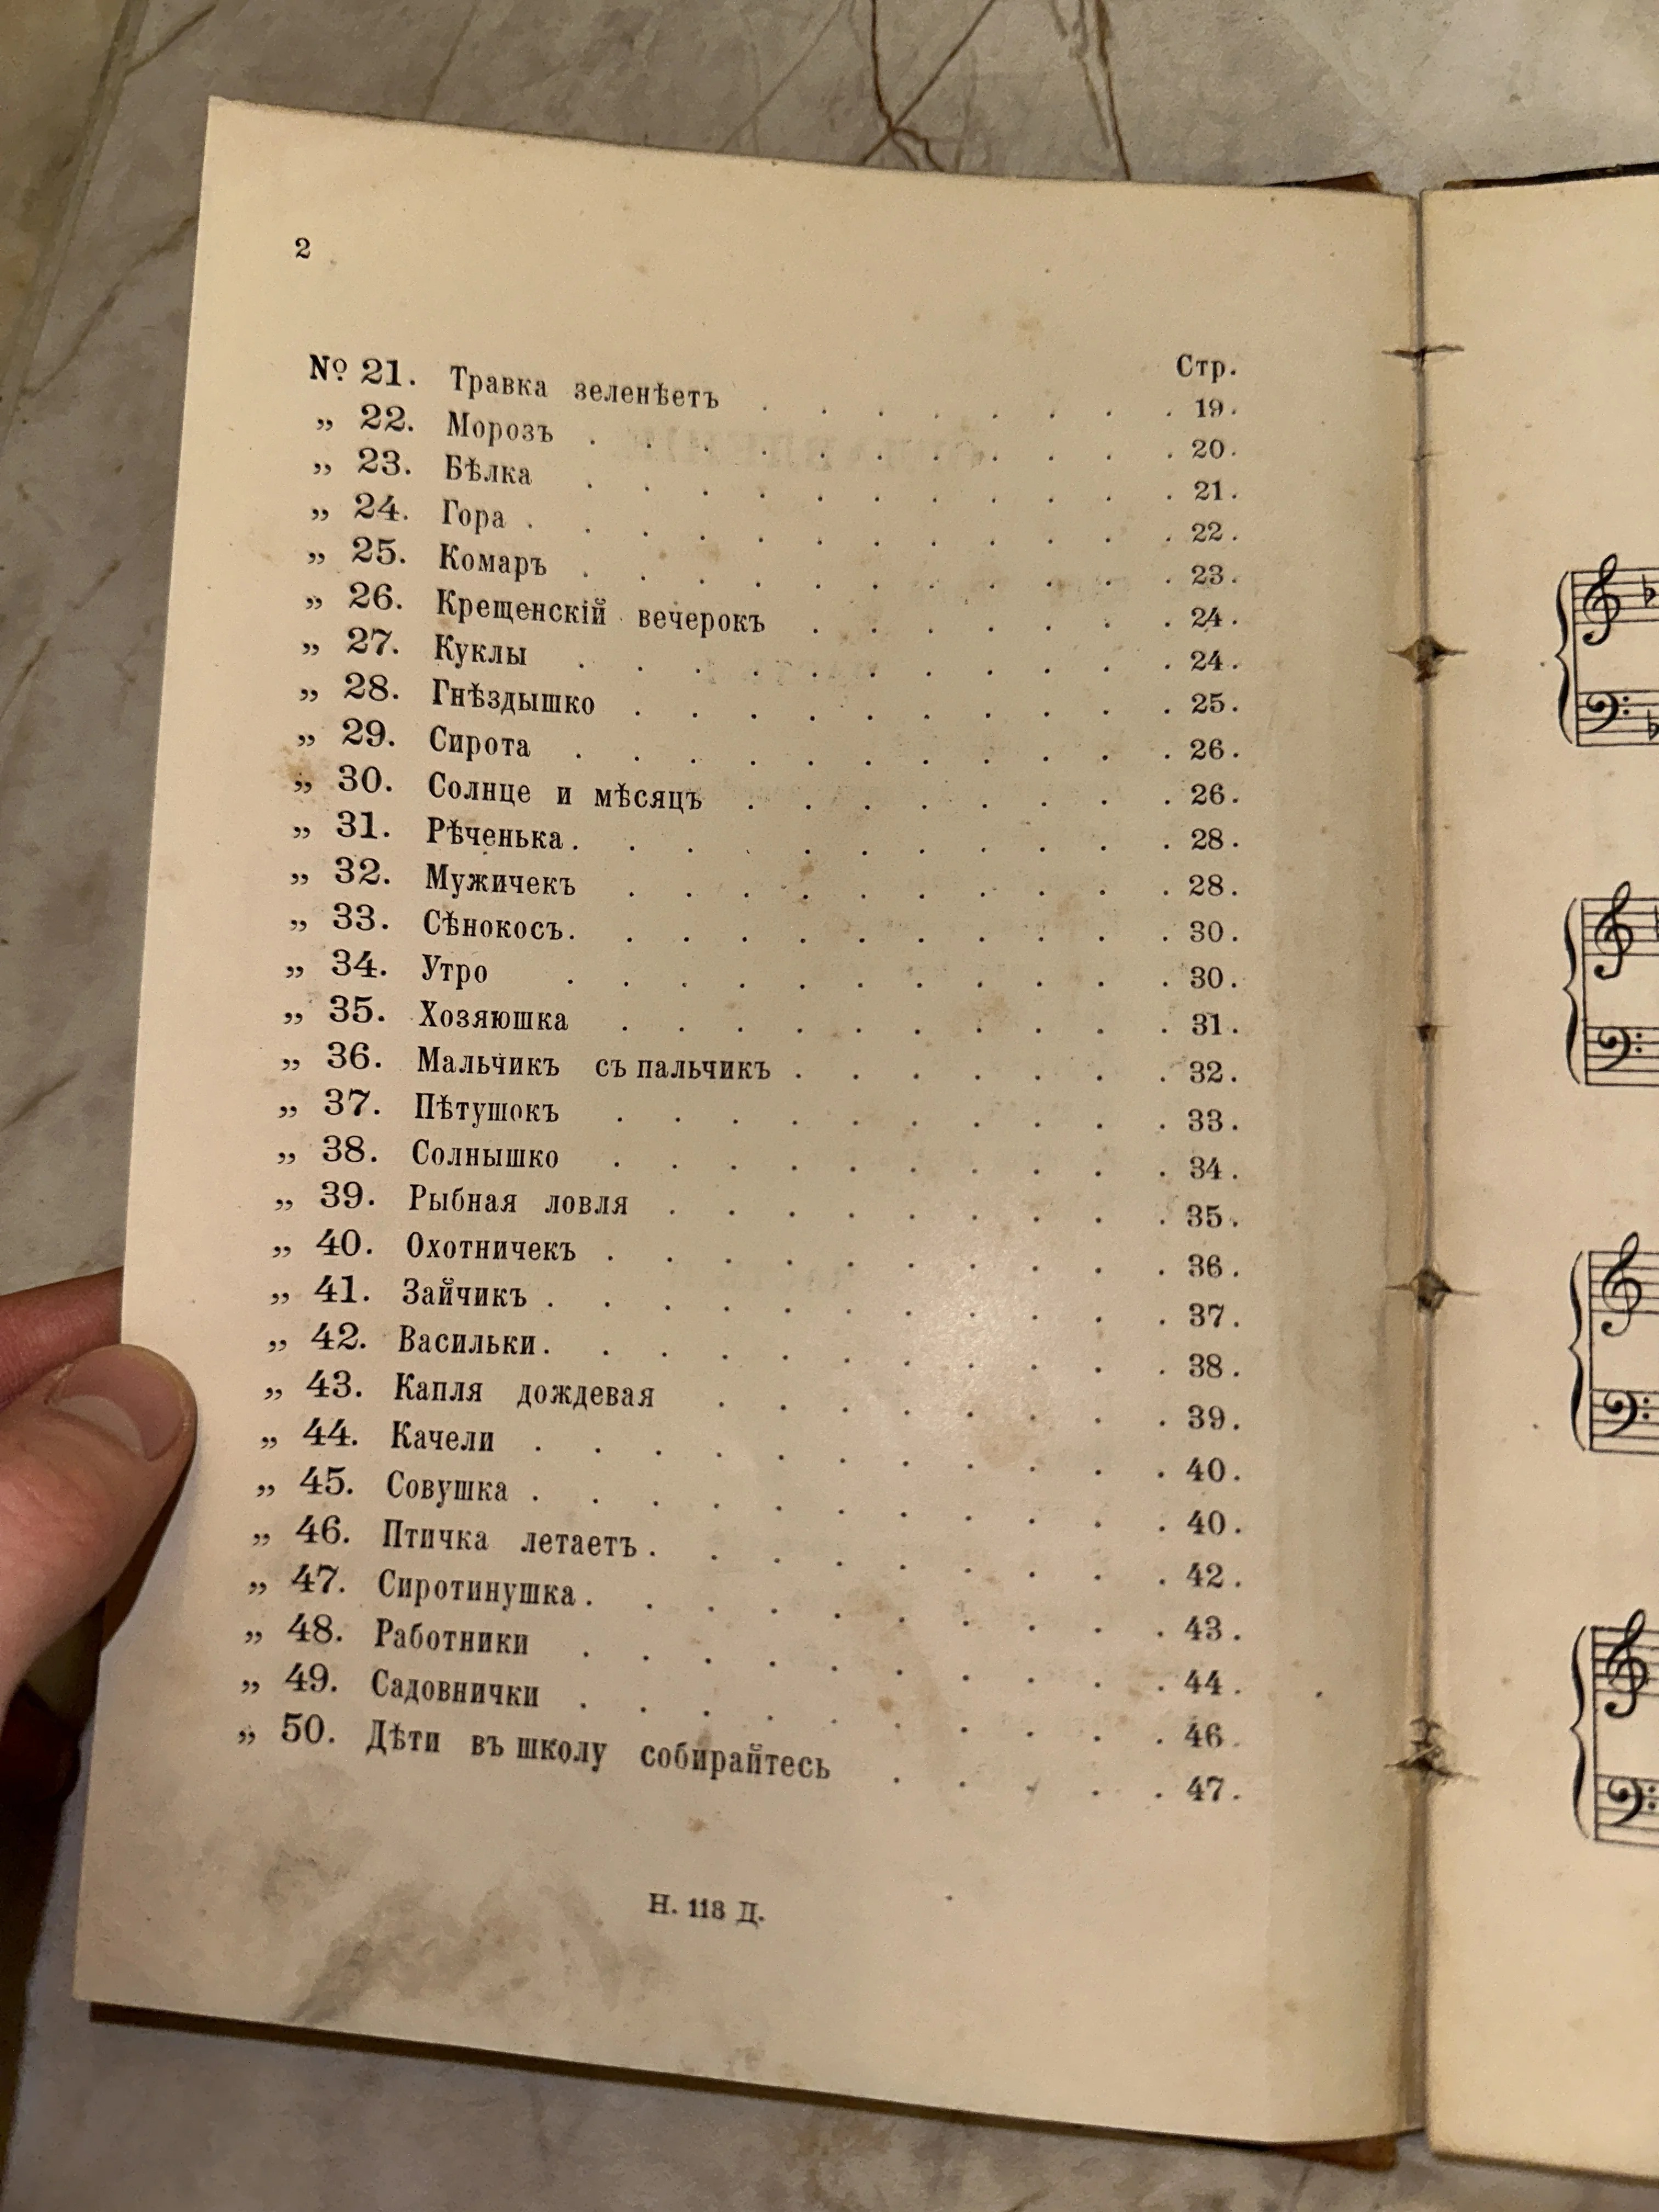 2
Стр.
№ 21. Травка зеленѣетъ . . . . . . . . 19.
„ 22. Морозъ . . . . . . . . . . . 20.
„ 23. Бѣлка . . . . . . . . . . . 21.
„ 24. Гора . . . . . . . . . . . . 22.
„ 25. Комаръ . . . . . . . . . . . 23.
„ 26. Крещенскій вечерокъ . . . . . . . 24.
„ 27. Куклы . . . . . . . . . . . 24.
„ 28. Гнѣздышко . . . . . . . . . . 25.
„ 29. Сирота . . . . . . . . . . . 26.
„ 30. Солнце и мѣсяцъ . . . . . . . . 26.
„ 31. Рѣченька . . . . . . . . . . . 28.
„ 32. Мужичекъ . . . . . . . . . . 28.
„ 33. Сѣнокосъ . . . . . . . . . . . 30.
„ 34. Утро . . . . . . . . . . . 30.
„ 35. Хозяюшка . . . . . . . . . . 31.
„ 36. Мальчикъ съ пальчикъ . . . . . . . 32.
„ 37. Пѣтушокъ . . . . . . . . . . 33.
„ 38. Солнышко . . . . . . . . . . 34.
„ 39. Рыбная ловля . . . . . . . . . 35.
„ 40. Охотничекъ . . . . . . . . . . 36.
„ 41. Зайчикъ . . . . . . . . . . . 37.
„ 42. Васильки . . . . . . . . . . . 38.
„ 43. Капля дождевая . . . . . . . . 39.
„ 44. Качели . . . . . . . . . . . 40.
„ 45. Совушка . . . . . . . . . . . 40.
„ 46. Птичка летаетъ . . . . . . . . . 42.
„ 47. Сиротинушка . . . . . . . . . . 43.
„ 48. Работники . . . . . . . . . . 44.
„ 49. Садовнички . . . . . . . . . . 46.
„ 50. Дѣти въ школу собирайтесь . . . . . 47.
Н. 113 Д.